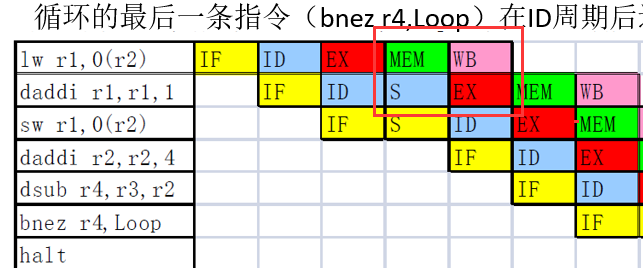 循环的最后一条指令（bnez r4,Loop）在ID周期后
lw r1,0(r2) IF ID EX MEM WB
daddi r1,r1,1 IF ID S EX MEM WB
sw r1,0(r2) IF S ID EX MEM
daddi r2,r2,4 IF ID EX
dsub r4,r3,r2 IF ID
bnez r4,Loop IF
halt